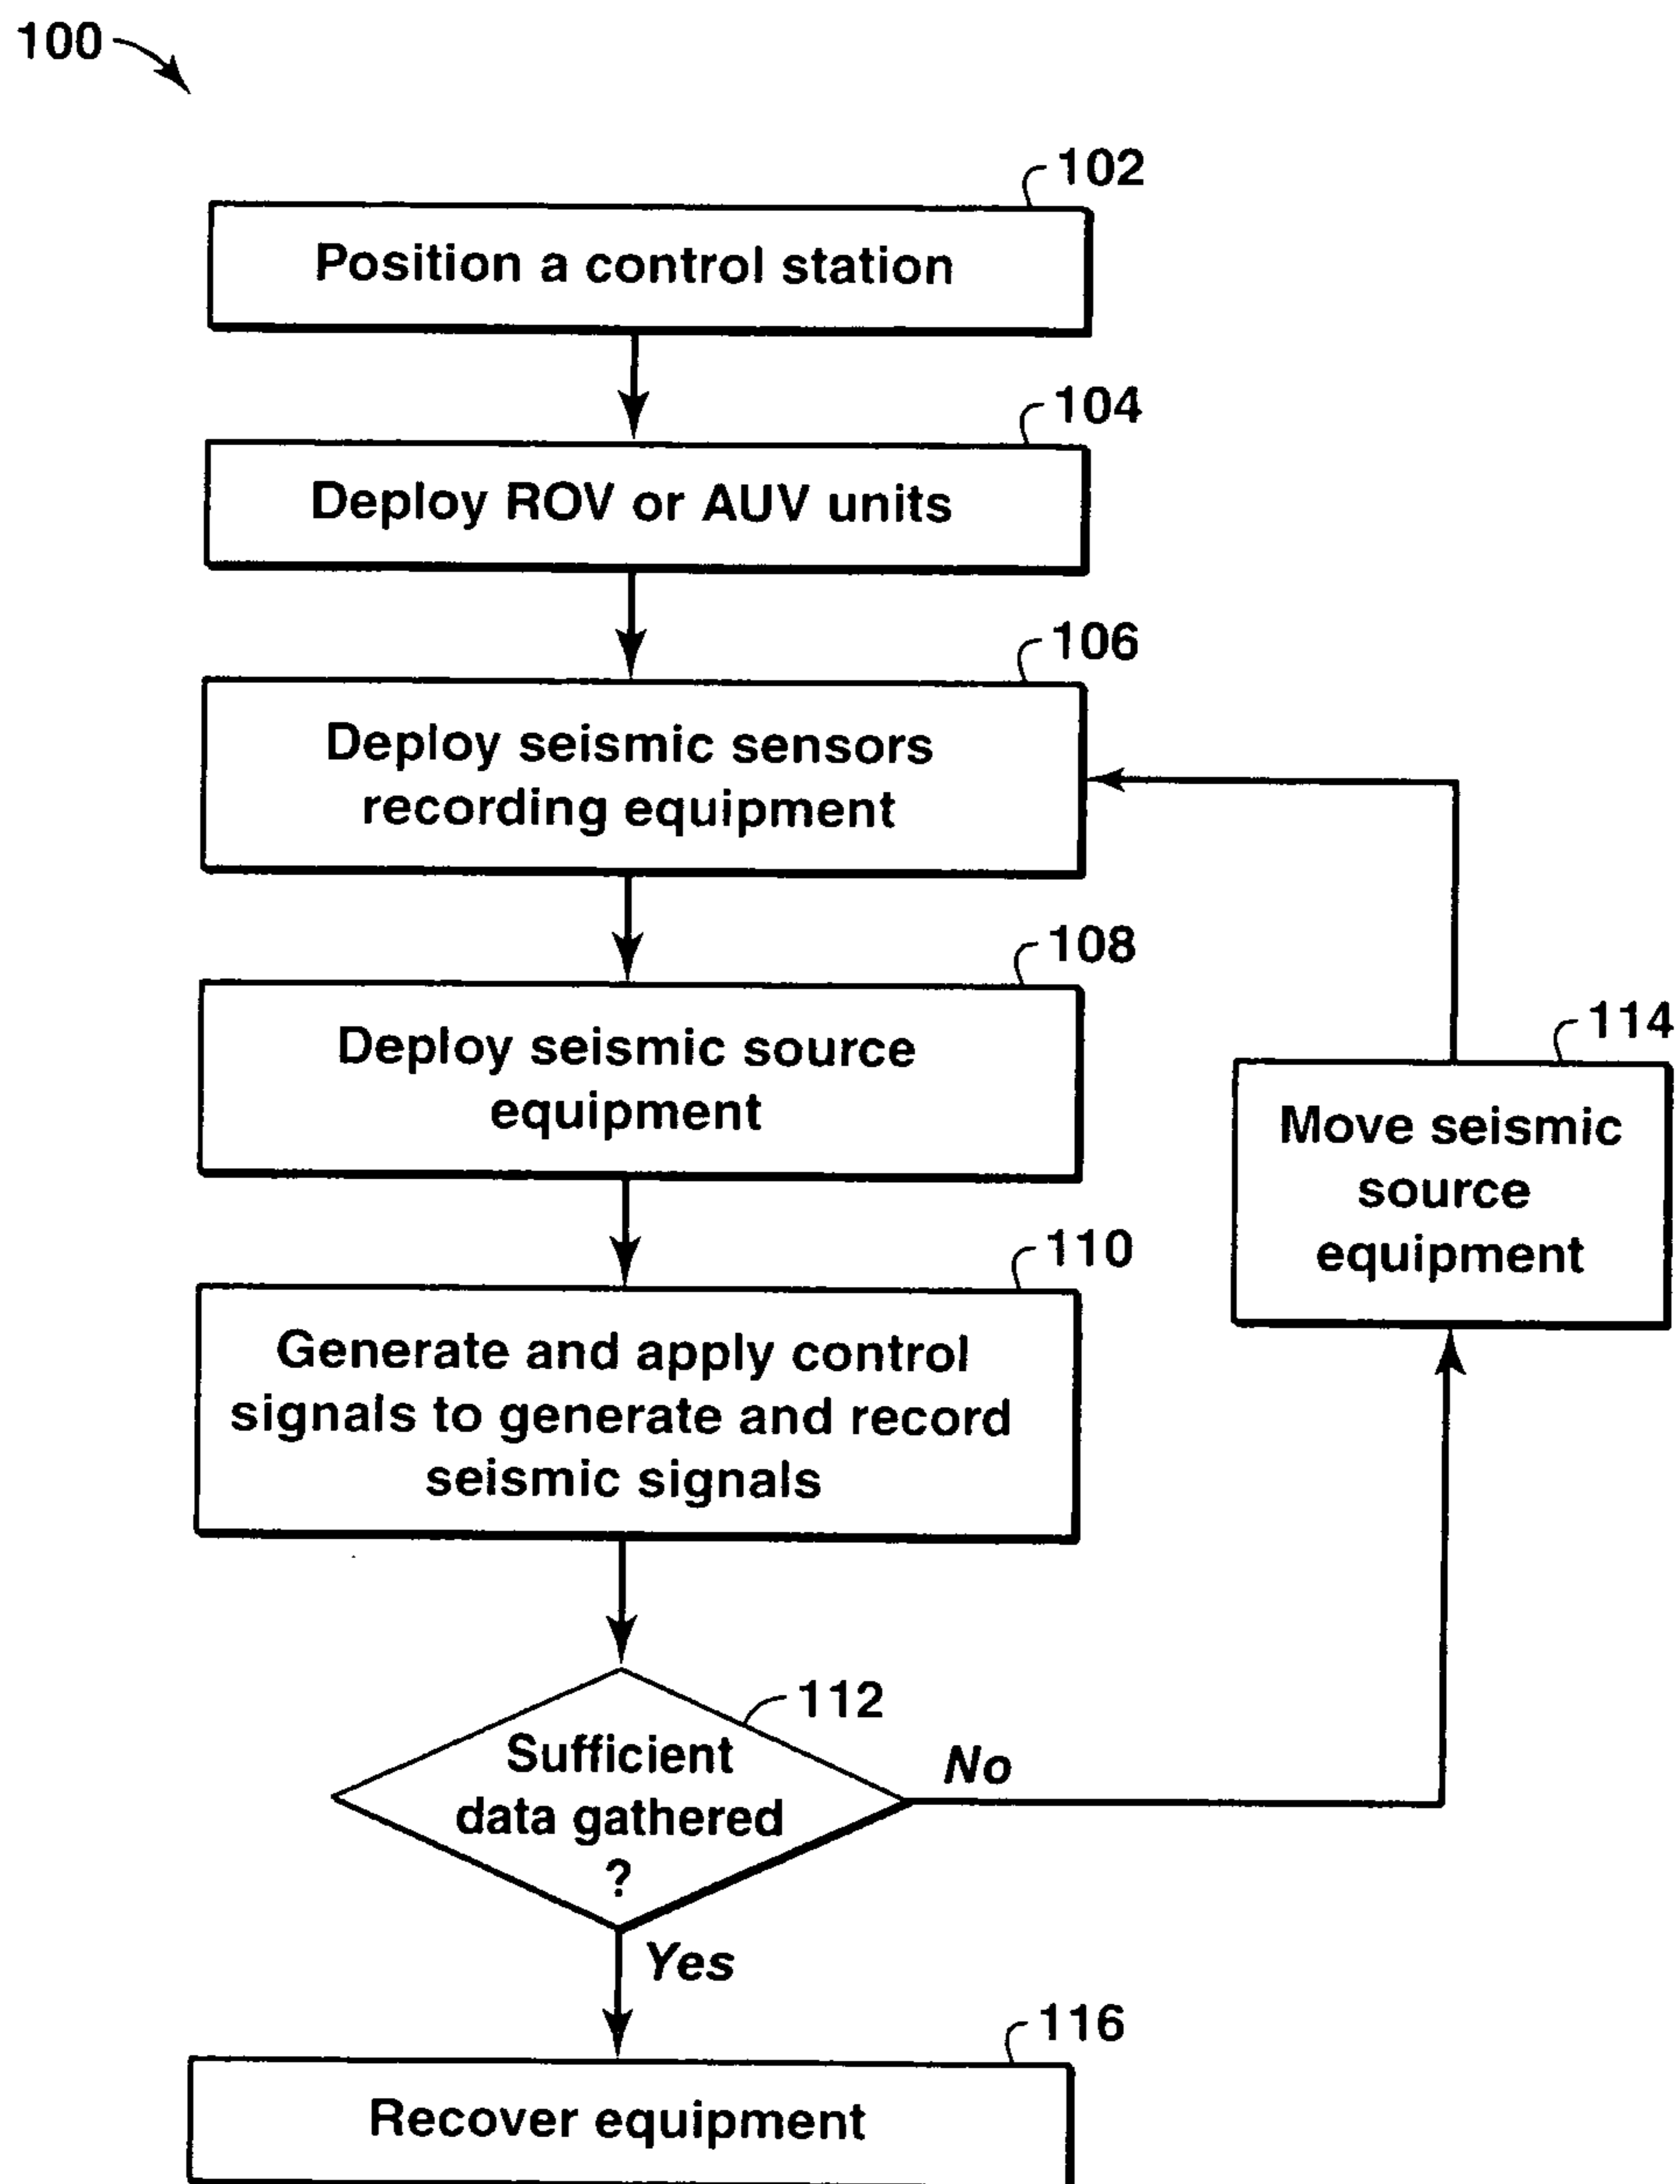 100
102
Position a control station
104
Deploy ROV or AUV units
106
Deploy seismic sensors
recording equipment
108
Deploy seismic source
equipment
114
Move seismic
source
equipment
110
Generate and apply control
signals to generate and record
seismic signals
112
Sufficient
data gathered
?
No
Yes
116
Recover equipment